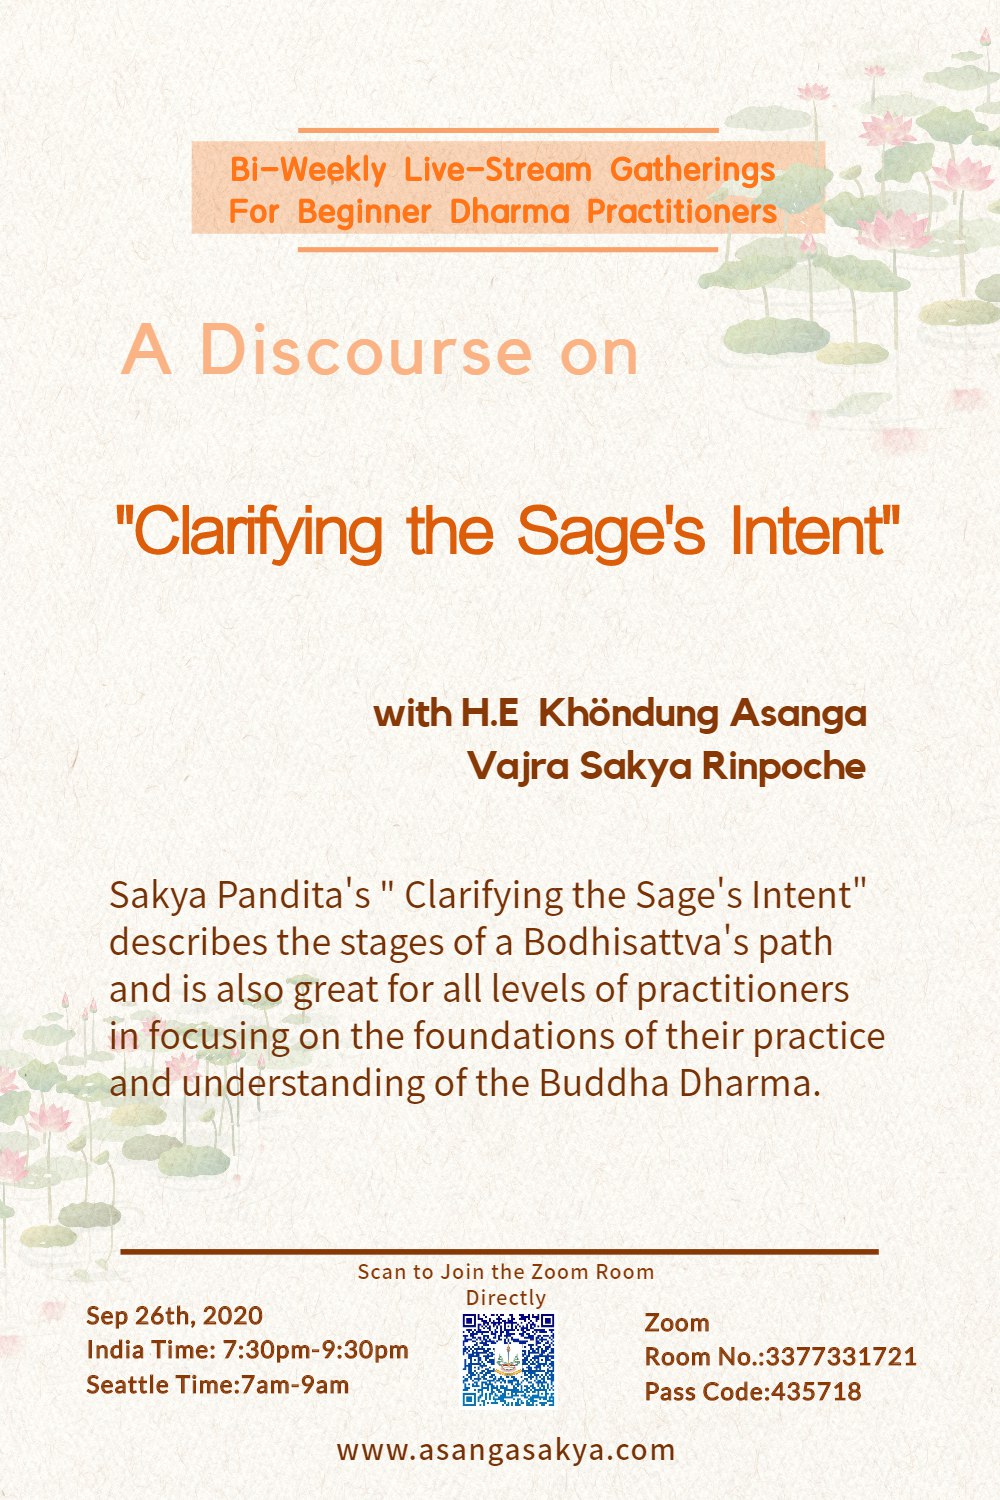 Bi-Weekly Live-Stream Gatherings
For Beginner Dharma Practitioners
A Discourse on
"Clarifying the Sage's Intent"
with H.E Khöndung Asanga
Vajra Sakya Rinpoche
Sakya Pandita's " Clarifying the Sage's Intent"
describes the stages of a Bodhisattva's path
and is also great for all levels of practitioners
in focusing on the foundations of their practice
and understanding of the Buddha Dharma.
Scan to Join the Zoom Room
Directly
Sep 26th, 2020
India Time: 7:30pm-9:30pm
Seattle Time:7am-9am
Zoom
Room No.:3377331721
Pass Code:435718
www.asangasakya.com